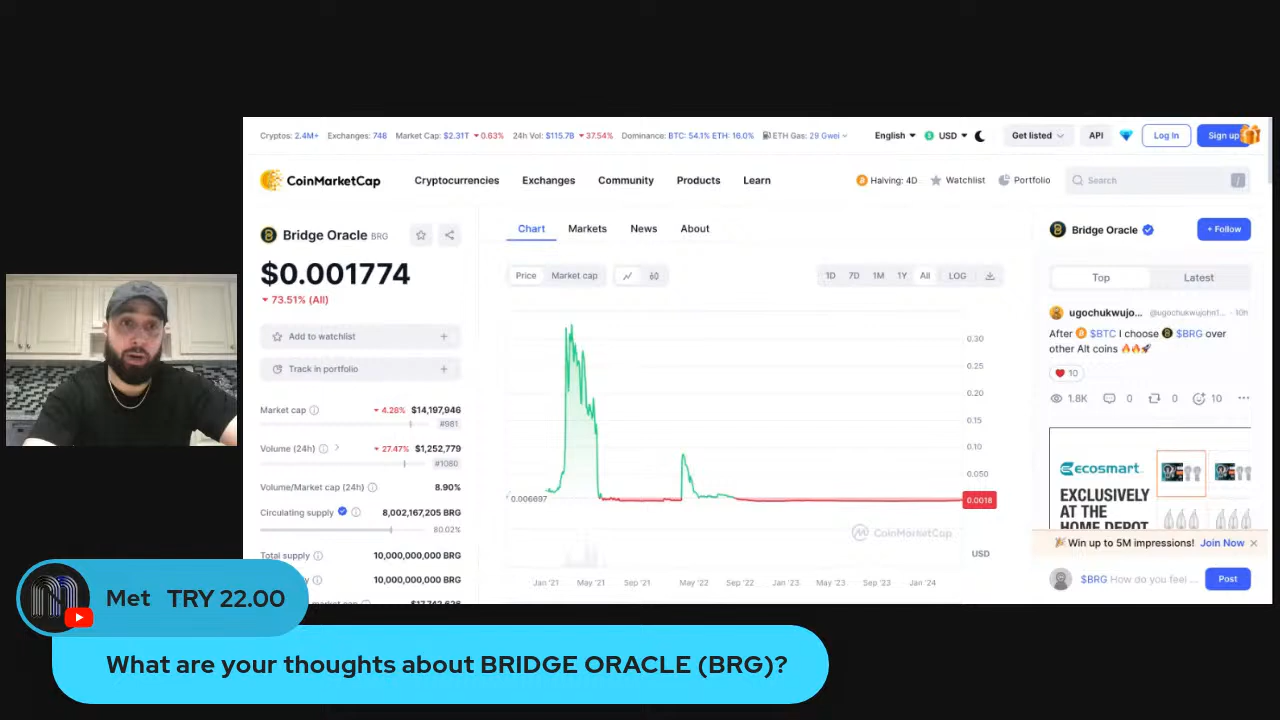 Cryptos: 2.4M+ Exchanges: 748 Market Cap: $2.31T 0.63% 24h Vol: $115.7B 37.54% Dominance: BTC: 54.1% ETH: 16.0% ETH Gas: 29 Gwei English USD Get listed API Log In Sign up
CoinMarketCap Cryptocurrencies Exchanges Community Products Learn Halving: 4D Watchlist Portfolio Search /
Bridge Oracle BRG
$0.001774
73.51% (All)
Add to watchlist +
Track in portfolio +
Market cap 4.28% $14,197,946
#981
Volume (24h) 27.47% $1,252,779
#1080
Volume/Market cap (24h) 8.90%
Circulating supply 8,002,167,205 BRG
80.02%
Total supply 10,000,000,000 BRG
10,000,000,000 BRG
Chart Markets News About
Price Market cap 1D 7D 1M 1Y All LOG
0.30
0.25
0.20
0.15
0.10
0.050
0.006697
0.0018
CoinMarketCap
USD
Jan '21 May '21 Sep '21 May '22 Sep '22 Jan '23 May '23 Sep '23 Jan '24
Bridge Oracle + Follow
Top Latest
ugochukwujo... @ugochukwujohn1... · 10h
After $BTC I choose $BRG over
other Alt coins
10
1.8K 0 0 10
ECOSMART
EXCLUSIVELY
AT THE
HOME DEPOT
Win up to 5M impressions! Join Now
$BRG How do you feel ... Post
Met TRY 22.00
What are your thoughts about BRIDGE ORACLE (BRG)?